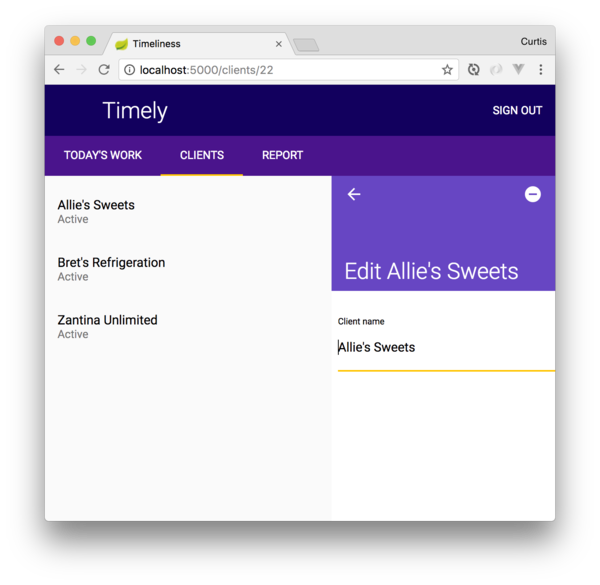 Timeliness
Curtis
localhost:5000/clients/22
Timely
SIGN OUT
TODAY'S WORK
CLIENTS
REPORT
Allie's Sweets
Active
Bret's Refrigeration
Active
Zantina Unlimited
Active
Edit Allie's Sweets
Client name
Allie's Sweets